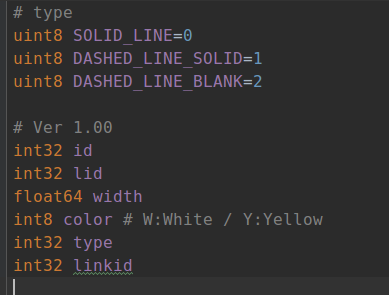 # type
uint8 SOLID_LINE=0
uint8 DASHED_LINE_SOLID=1
uint8 DASHED_LINE_BLANK=2

# Ver 1.00
int32 id
int32 lid
float64 width
int8 color # W:White / Y:Yellow
int32 type
int32 linkid